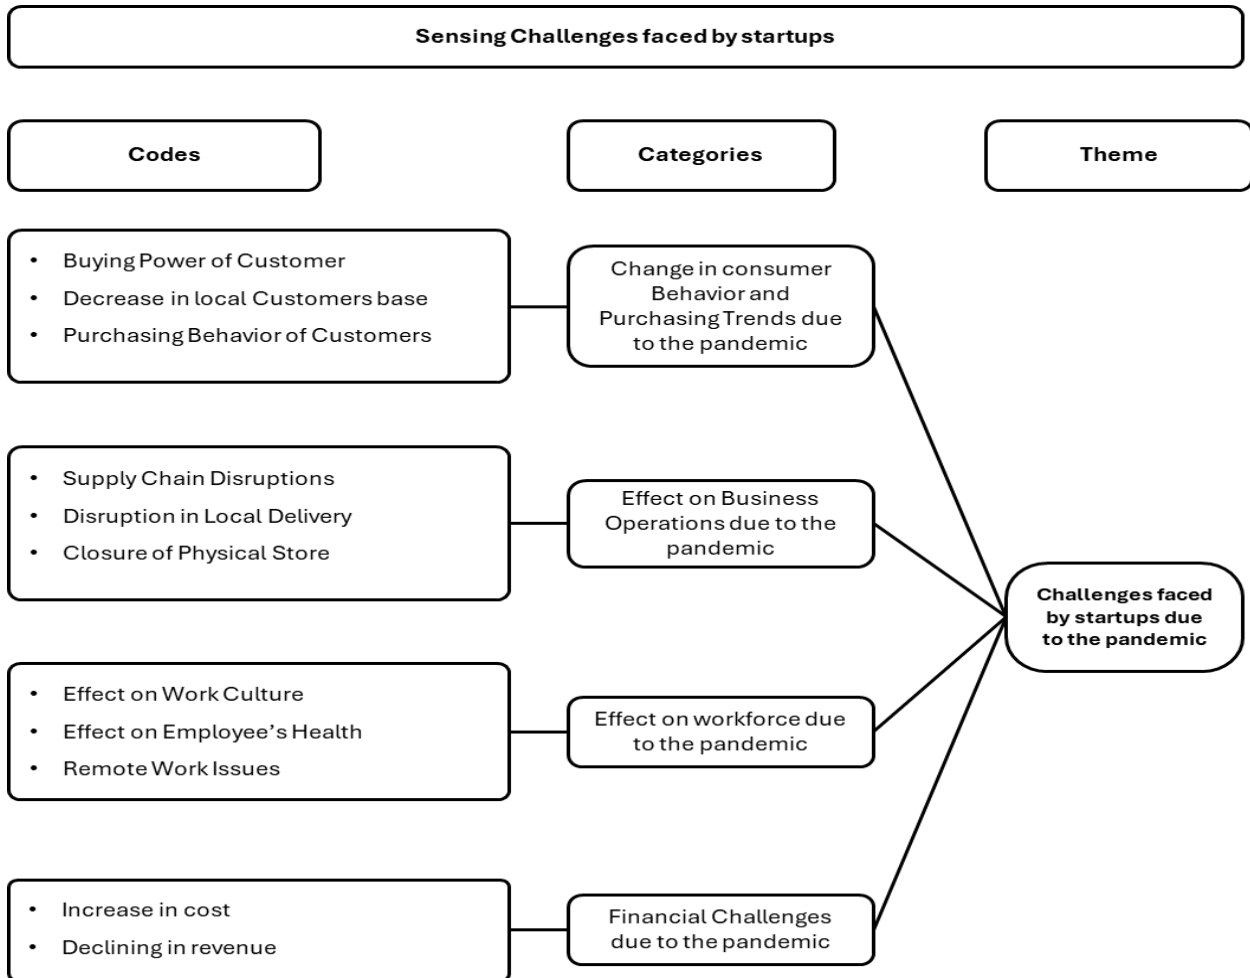 Sensing Challenges faced by startups
Codes
Categories
Theme
• Buying Power of Customer
• Decrease in local Customers base
• Purchasing Behavior of Customers
Change in consumer
Behavior and
Purchasing Trends due
to the pandemic
• Supply Chain Disruptions
• Disruption in Local Delivery
• Closure of Physical Store
Effect on Business
Operations due to the
pandemic
Challenges faced
by startups due
to the pandemic
• Effect on Work Culture
• Effect on Employee’s Health
• Remote Work Issues
Effect on workforce due
to the pandemic
• Increase in cost
• Declining in revenue
Financial Challenges
due to the pandemic